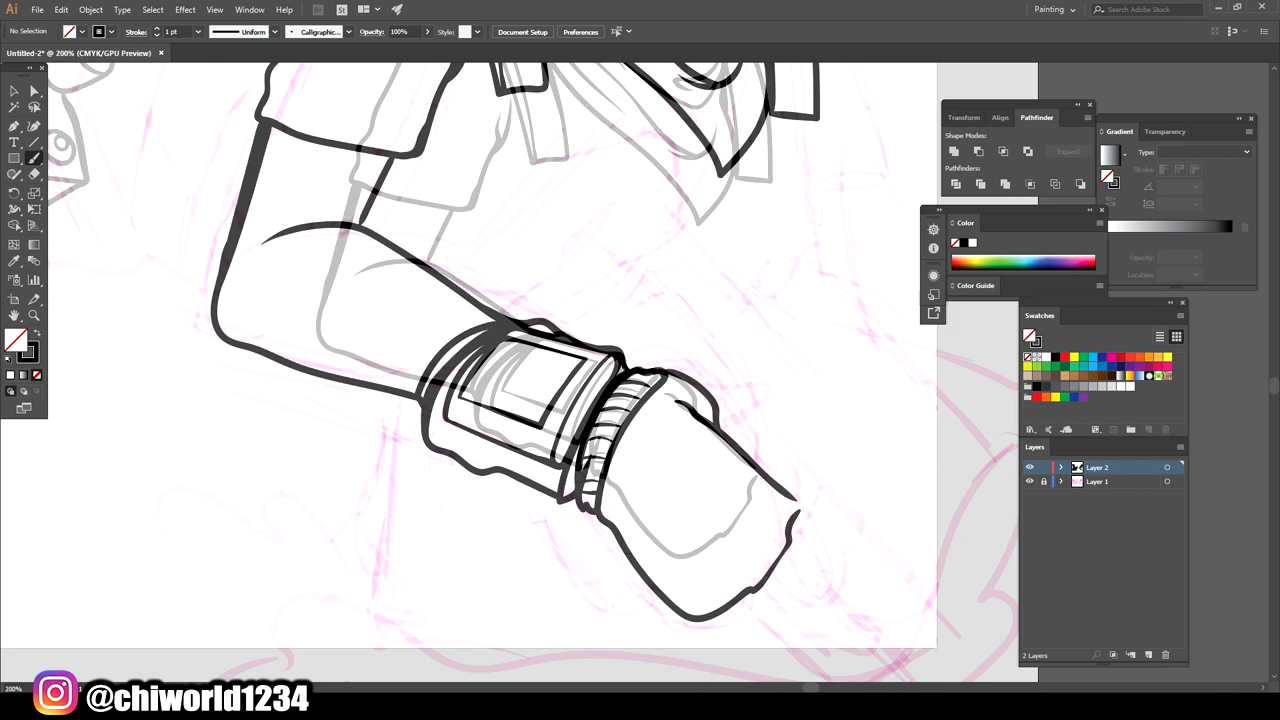 Ai File Edit Object Type Select Effect View Window Help Br St Painting Search Adobe Stock
No Selection Stroke: 1 pt Uniform Calligraphic... Opacity: 100% Style: Document Setup Preferences
Untitled-2* @ 200% (CMYK/GPU Preview)
Transform Align Pathfinder
Shape Modes:
Expand
Pathfinders:
Gradient Transparency
Type:
Stroke:
Opacity:
Location:
Color
Color Guide
Swatches
Layers
Layer 2
Layer 1
2 Layers
200%
@chiworld1234